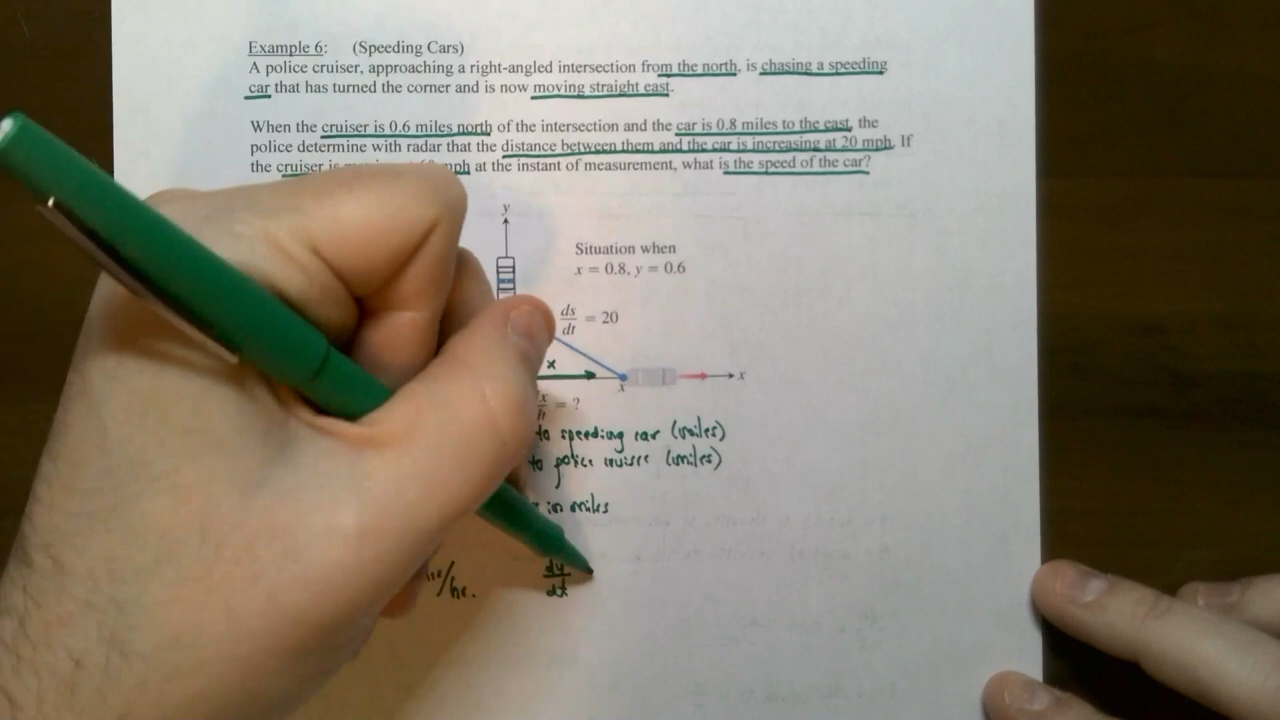 Example 6: (Speeding Cars)
A police cruiser, approaching a right-angled intersection from the north, is chasing a speeding
car that has turned the corner and is now moving straight east.
When the cruiser is 0.6 miles north of the intersection and the car is 0.8 miles to the east, the
police determine with radar that the distance between them and the car is increasing at 20 mph. If
the cruiser is mph at the instant of measurement, what is the speed of the car?
y
Situation when
x = 0.8, y = 0.6
ds/dt = 20
x
x
x
= ?
to speeding car (miles)
to police cruiser (miles)
in miles
/hr.
dy/dt